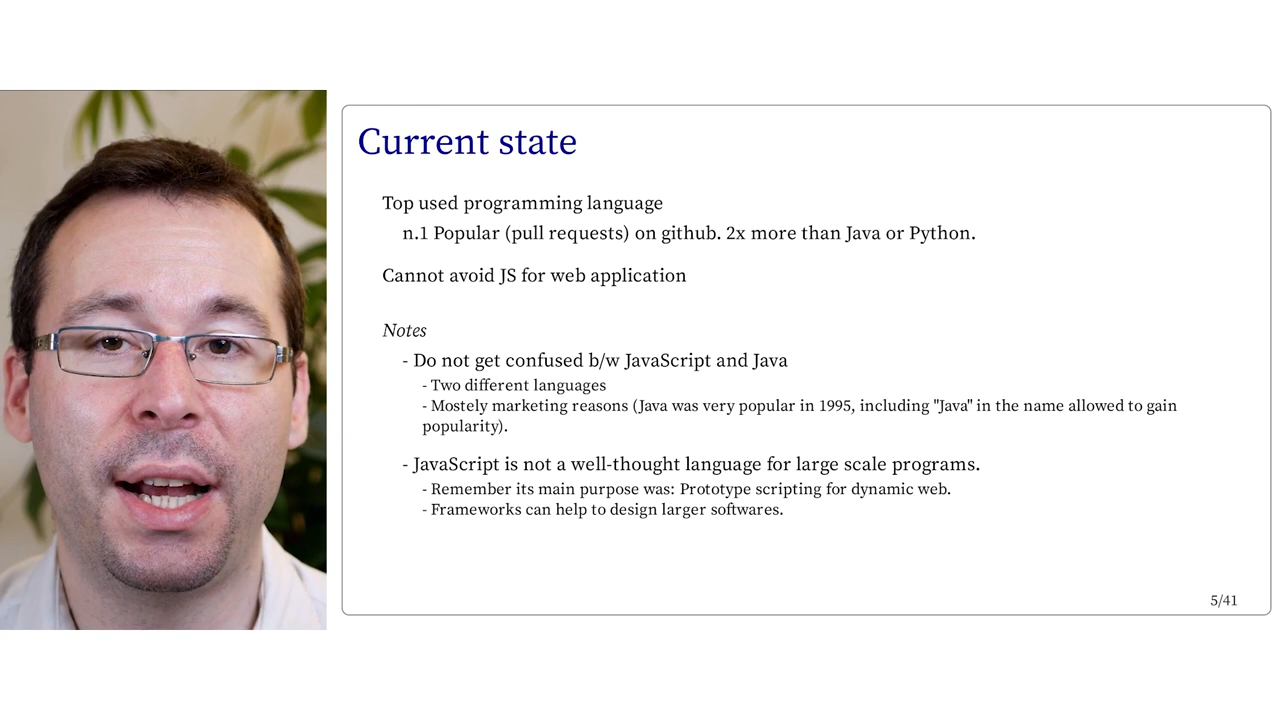 Current state
Top used programming language
n.1 Popular (pull requests) on github. 2x more than Java or Python.
Cannot avoid JS for web application
Notes
- Do not get confused b/w JavaScript and Java
- Two different languages
- Mostely marketing reasons (Java was very popular in 1995, including "Java" in the name allowed to gain
popularity).
- JavaScript is not a well-thought language for large scale programs.
- Remember its main purpose was: Prototype scripting for dynamic web.
- Frameworks can help to design larger softwares.
5/41